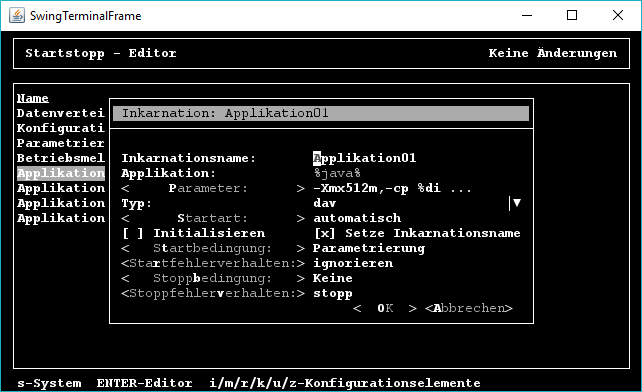 SwingTerminalFrame
Startstopp - Editor Keine Änderungen
Name
Datenvertei
Konfigurati
Parametrier
Betriebsmel
Applikation
Applikation
Applikation
Applikation
Inkarnation: Applikation01
Inkarnationsname: Applikation01
Applikation: %java%
< Parameter: > -Xmx512m,-cp %di ...
Typ: dav ▼
< Startart: > automatisch
[ ] Initialisieren [x] Setze Inkarnationsname
< Startbedingung: > Parametrierung
<Startfehlerverhalten:> ignorieren
< Stoppbedingung: > Keine
<Stoppfehlerverhalten:> stopp
< OK > <Abbrechen>
s-System ENTER-Editor i/m/r/k/u/z-Konfigurationselemente